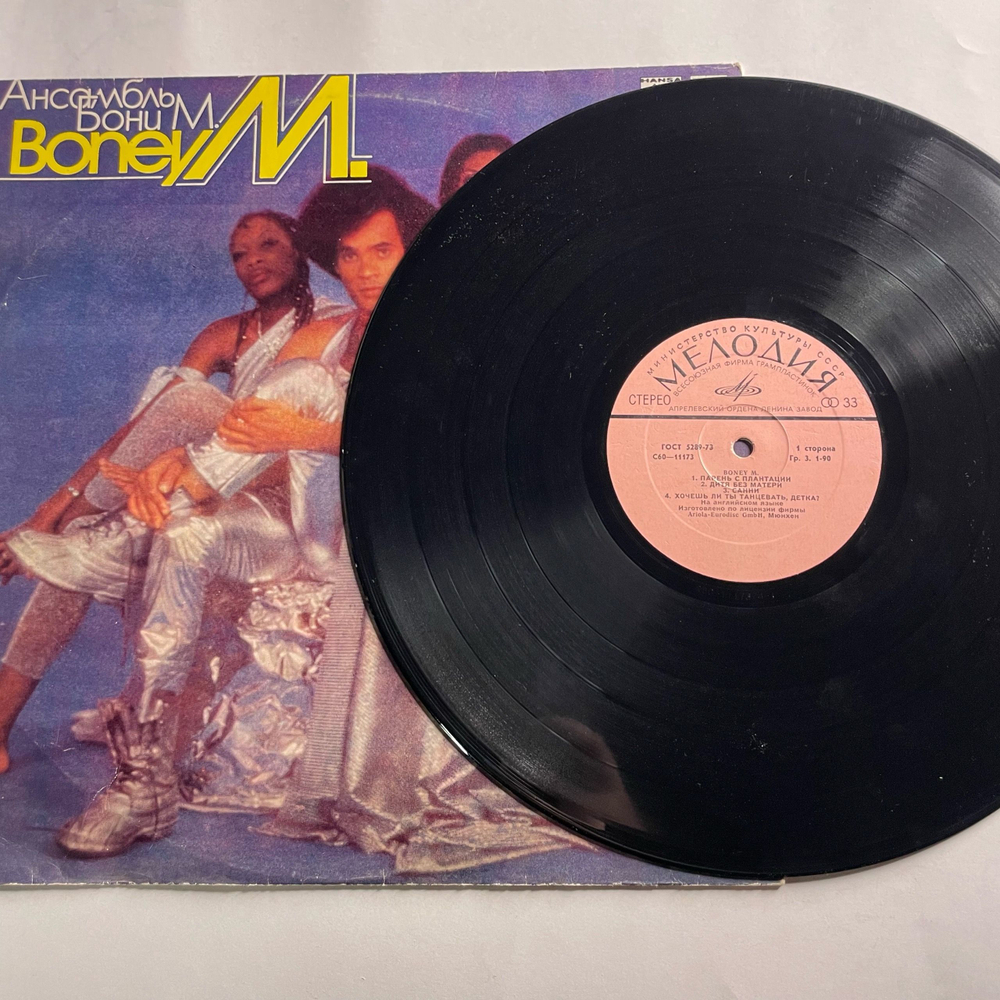 Ансамбль
Бони М.
Boney M.
HANSA
МИНИСТЕРСТВО КУЛЬТУРЫ СССР
МЕЛОДИЯ
ВСЕСОЮЗНАЯ ФИРМА ГРАМПЛАСТИНОК
СТЕРЕО
33
АПРЕЛЕВСКИЙ ОРДЕНА ЛЕНИНА ЗАВОД
ГОСТ 5289-73
1 сторона
С60—11173
Гр. 3. 1-90
BONEY M.
1. ПАРЕНЬ С ПЛАНТАЦИИ
2. ДИТЯ БЕЗ МАТЕРИ
3. САННИ
4. ХОЧЕШЬ ЛИ ТЫ ТАНЦЕВАТЬ, ДЕТКА?
На английском языке
Изготовлено по лицензии фирмы
Ariola-Eurodisc GmbH, Мюнхен